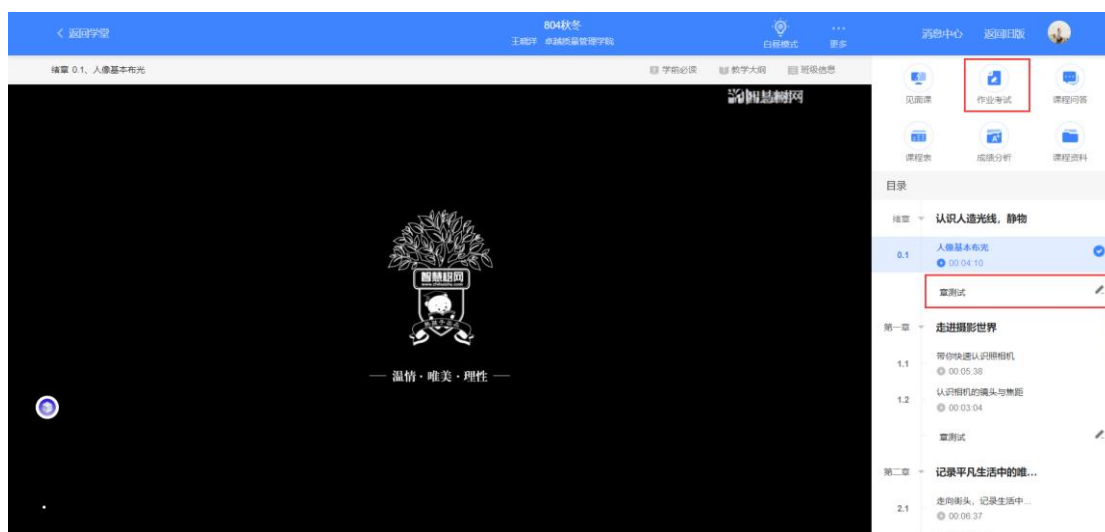 < 返回学堂
804秋冬
王晓洋 卓越质量管理学院
白昼模式
更多
消息中心 返回旧版
绪章 0.1、人像基本布光
学前必读 教学大纲 班级信息
智慧树网
见面课 作业考试 课程问答
课程表 成绩分析 课程资料
目录
绪章 认识人造光线，静物
0.1 人像基本布光
00:04:10
章测试
第一章 走进摄影世界
1.1 带你快速认识照相机
00:05:38
1.2 认识相机的镜头与焦距
00:03:04
章测试
第二章 记录平凡生活中的唯...
2.1 走向街头，记录生活中...
00:06:37
智慧树网
www.zhihuishu.com
— 温情·唯美·理性 —